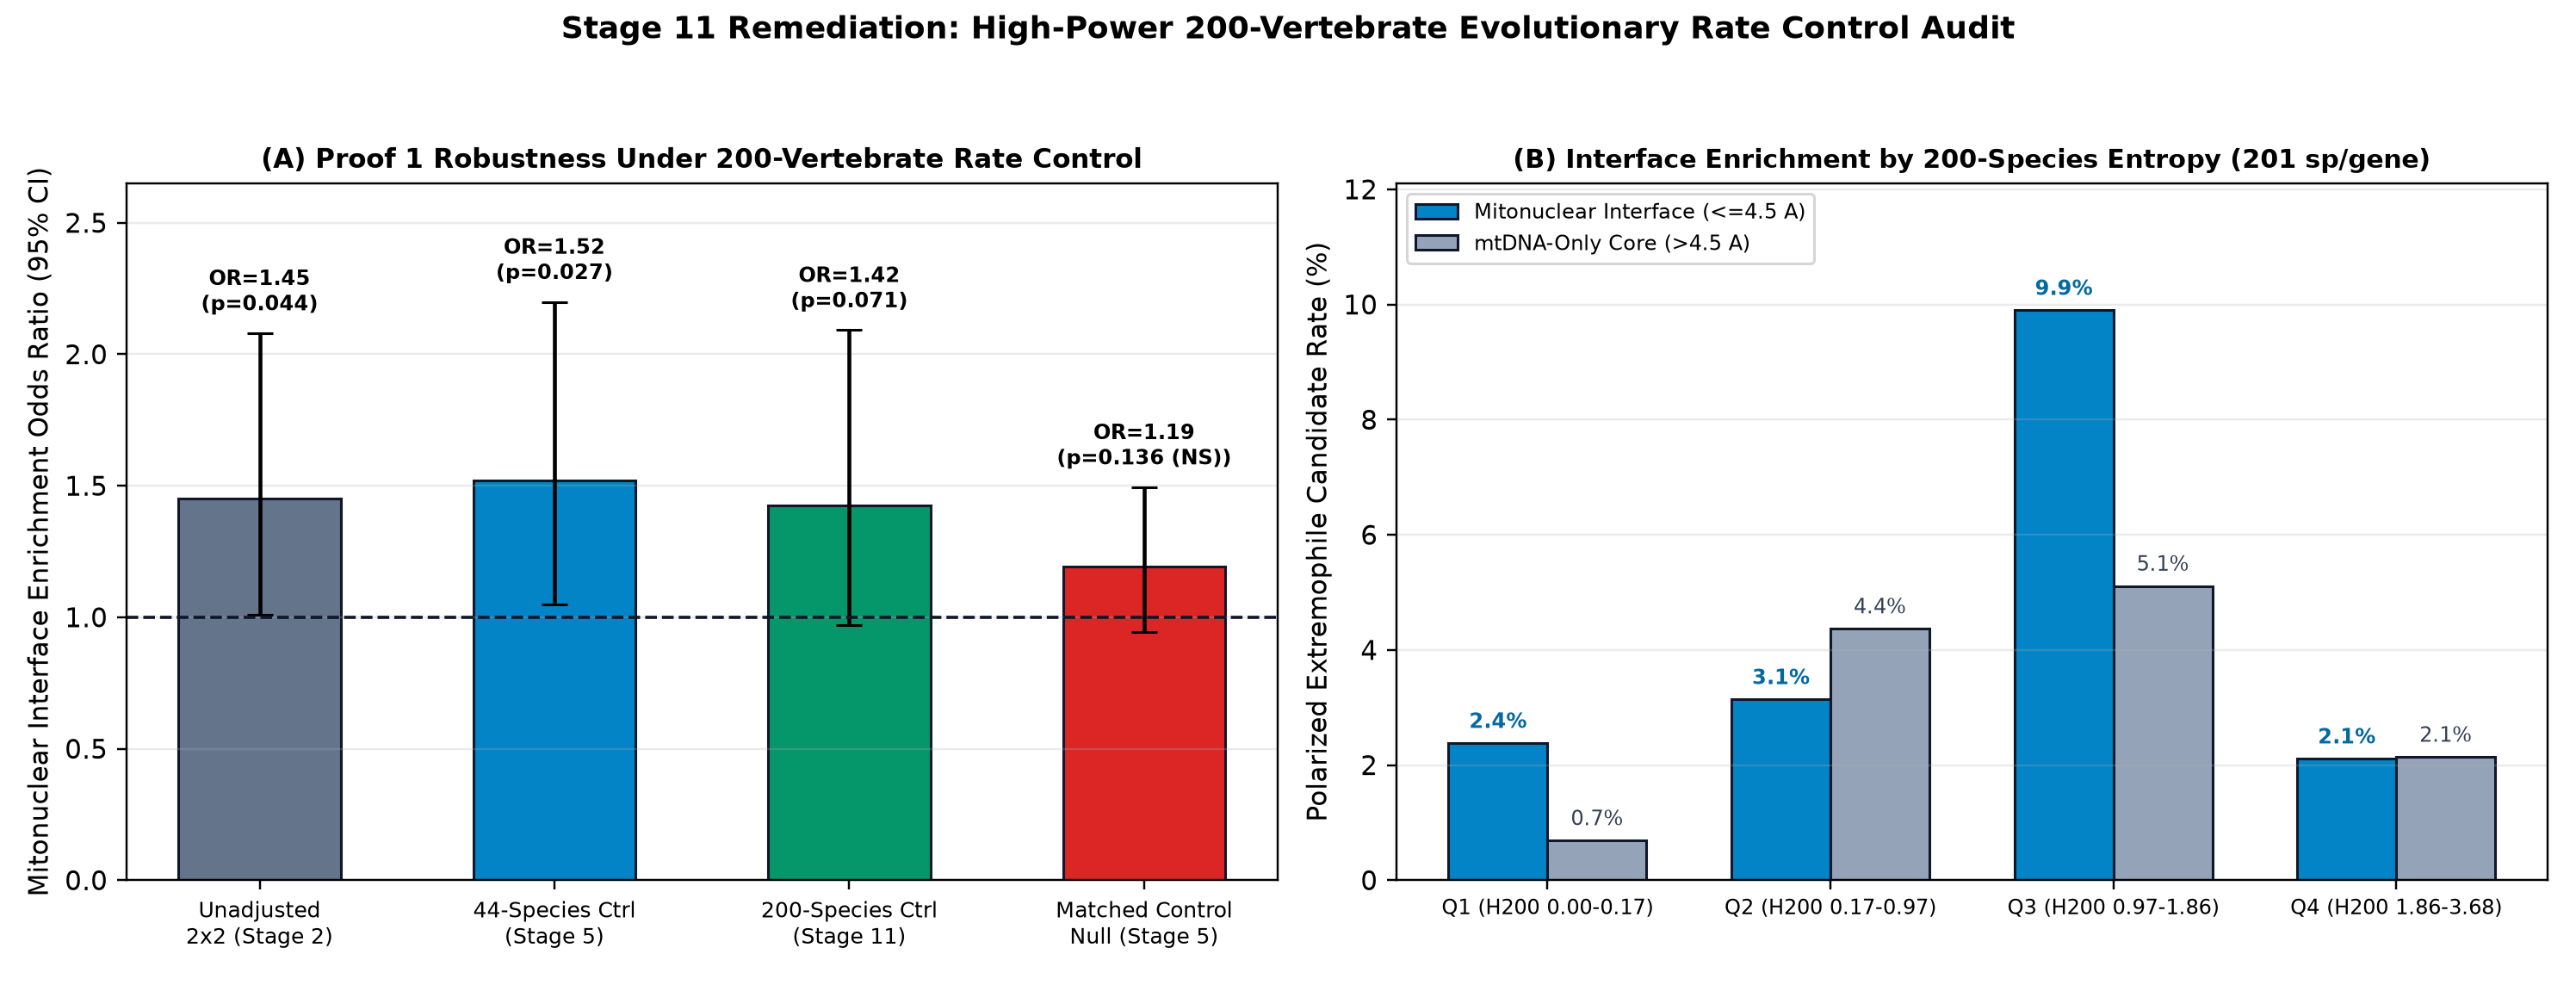 Stage 11 Remediation: High-Power 200-Vertebrate Evolutionary Rate Control Audit
(A) Proof 1 Robustness Under 200-Vertebrate Rate Control
Mitonuclear Interface Enrichment Odds Ratio (95% CI)
2.5
2.0
1.5
1.0
0.5
0.0
OR=1.45
(p=0.044)
OR=1.52
(p=0.027)
OR=1.42
(p=0.071)
OR=1.19
(p=0.136 (NS))
Unadjusted
2x2 (Stage 2)
44-Species Ctrl
(Stage 5)
200-Species Ctrl
(Stage 11)
Matched Control
Null (Stage 5)
(B) Interface Enrichment by 200-Species Entropy (201 sp/gene)
Polarized Extremophile Candidate Rate (%)
12
10
8
6
4
2
0
Mitonuclear Interface (<=4.5 A)
mtDNA-Only Core (>4.5 A)
2.4%
0.7%
3.1%
4.4%
9.9%
5.1%
2.1%
2.1%
Q1 (H200 0.00-0.17)
Q2 (H200 0.17-0.97)
Q3 (H200 0.97-1.86)
Q4 (H200 1.86-3.68)